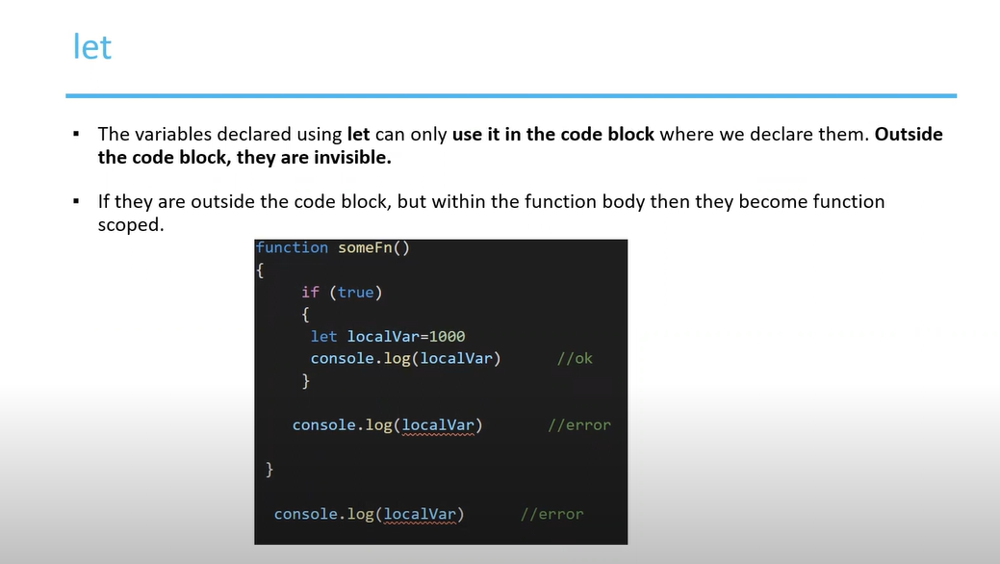 let
▪ The variables declared using let can only use it in the code block where we declare them. Outside
the code block, they are invisible.
▪ If they are outside the code block, but within the function body then they become function
scoped.
function someFn()
{
if (true)
{
let localVar=1000
console.log(localVar) //ok
}
console.log(localVar) //error
}
console.log(localVar) //error